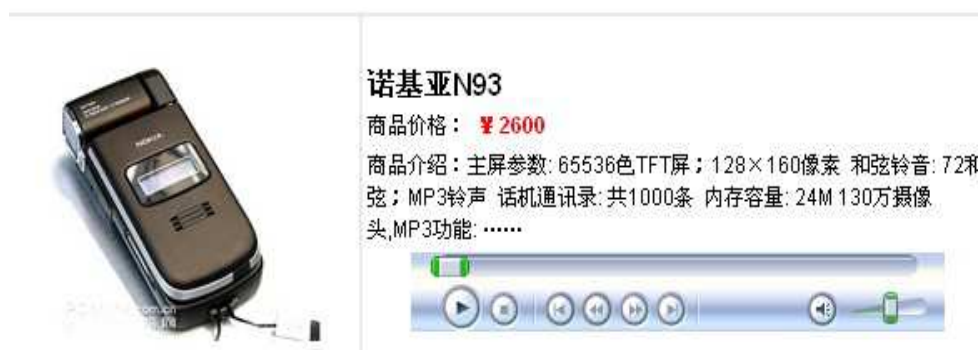 诺基亚N93
商品价格： ￥2600
商品介绍：主屏参数: 65536色TFT屏；128×160像素 和弦铃音: 72和
弦；MP3铃声 话机通讯录: 共1000条 内存容量: 24M 130万摄像
头,MP3功能: ······
NOKIA